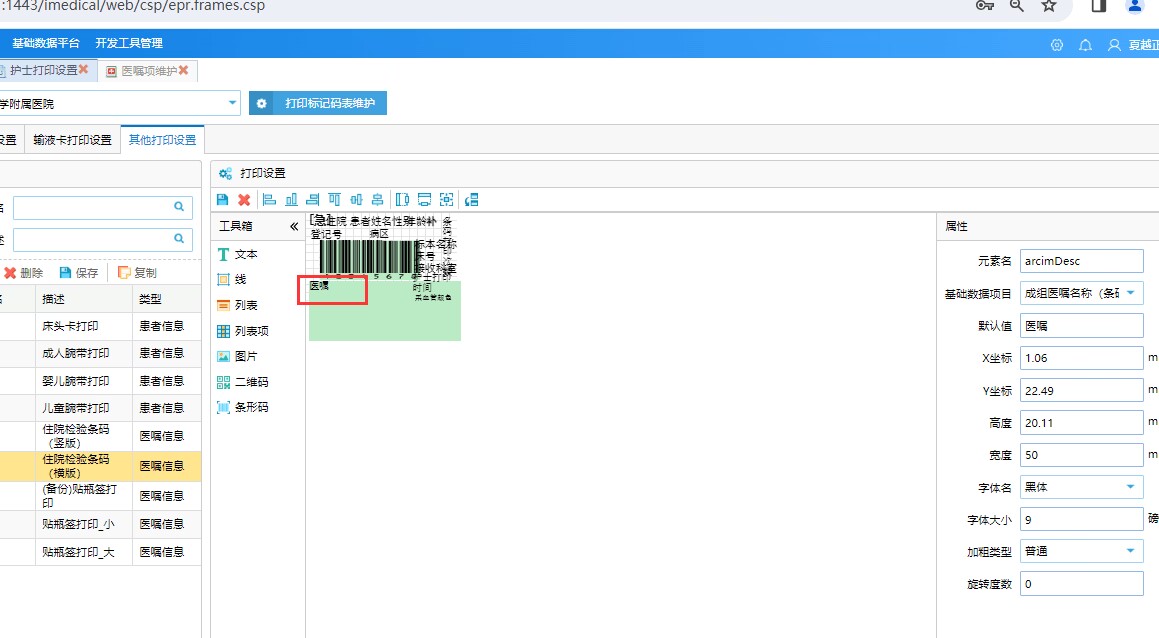 :1443/imedical/web/csp/epr.frames.csp
基础数据平台 开发工具管理
夏越正
护士打印设置 医嘱项维护
学附属医院 打印标记码表维护
设置 输液卡打印设置 其他打印设置
打印设置
删除 保存 复制
描述 类型
床头卡打印 患者信息
成人腕带打印 患者信息
婴儿腕带打印 患者信息
儿童腕带打印 患者信息
住院检验条码（竖版） 医嘱信息
住院检验条码（横版） 医嘱信息
(备份)贴瓶签打印 医嘱信息
贴瓶签打印_小 医嘱信息
贴瓶签打印_大 医嘱信息
工具箱 «
T 文本
线
列表
列表项
图片
二维码
条形码
住院 患者姓名
登记号 病区
标本名称
床号
护士打印
时间
医嘱
属性
元素名 arcimDesc
基础数据项目 成组医嘱名称（条
默认值 医嘱
X坐标 1.06 m
Y坐标 22.49 m
高度 20.11 m
宽度 50 m
字体名 黑体
字体大小 9 磅
加粗类型 普通
旋转度数 0